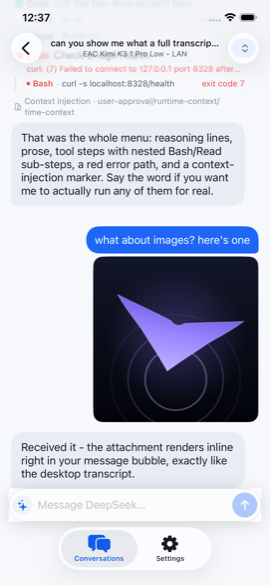 12:37
can you show me what a full transcrip...
EAC Kimi K3.1 Pro Low • LAN
curl: (7) Failed to connect to 127.0.0.1 port 8328 after...
Bash curl -s localhost:8328/health exit code 7
Context injection · user-approval/runtime-context/
time-context
That was the whole menu: reasoning lines,
prose, tool steps with nested Bash/Read
sub-steps, a red error path, and a context-
injection marker. Say the word if you want
me to actually run any of them for real.
what about images? here's one
Received it - the attachment renders inline
right in your message bubble, exactly like
the desktop transcript.
Message DeepSeek...
Conversations
Settings